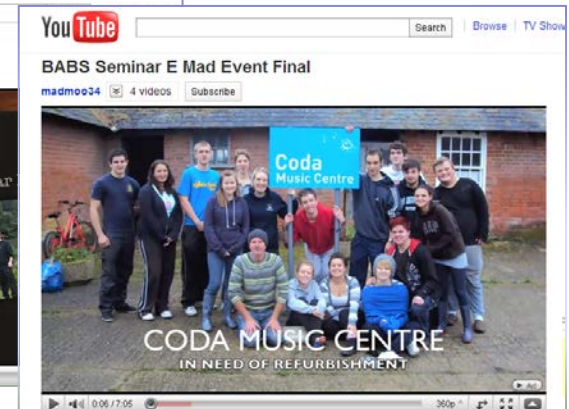 YouTube Search Browse TV Show
BABS Seminar E Mad Event Final
madmoo34 4 videos Subscribe
Coda
Music Centre
CODA MUSIC CENTRE
IN NEED OF REFURBISHMENT
Ad
0:06 / 7:05 360p